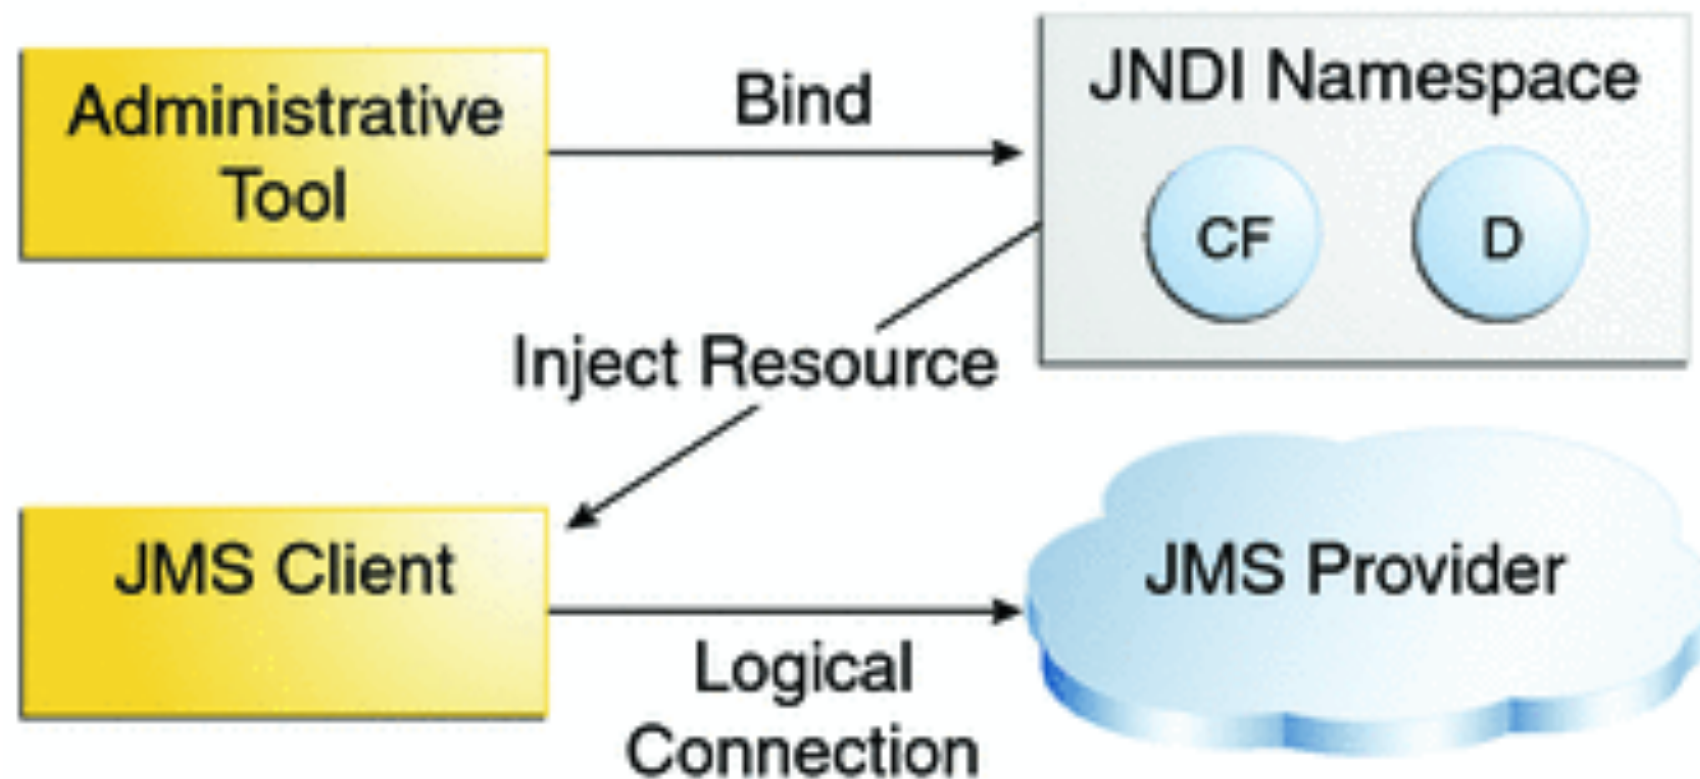 Administrative
Tool
Bind
JNDI Namespace
CF
D
Inject Resource
JMS Client
Logical
Connection
JMS Provider